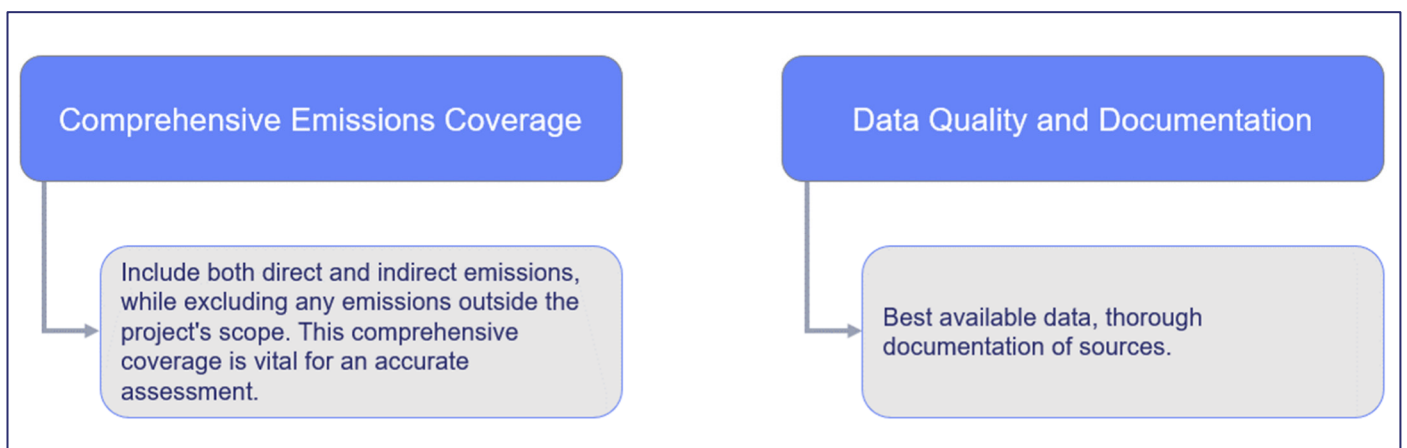 Comprehensive Emissions Coverage
Include both direct and indirect emissions,
while excluding any emissions outside the
project's scope. This comprehensive
coverage is vital for an accurate
assessment.
Data Quality and Documentation
Best available data, thorough
documentation of sources.